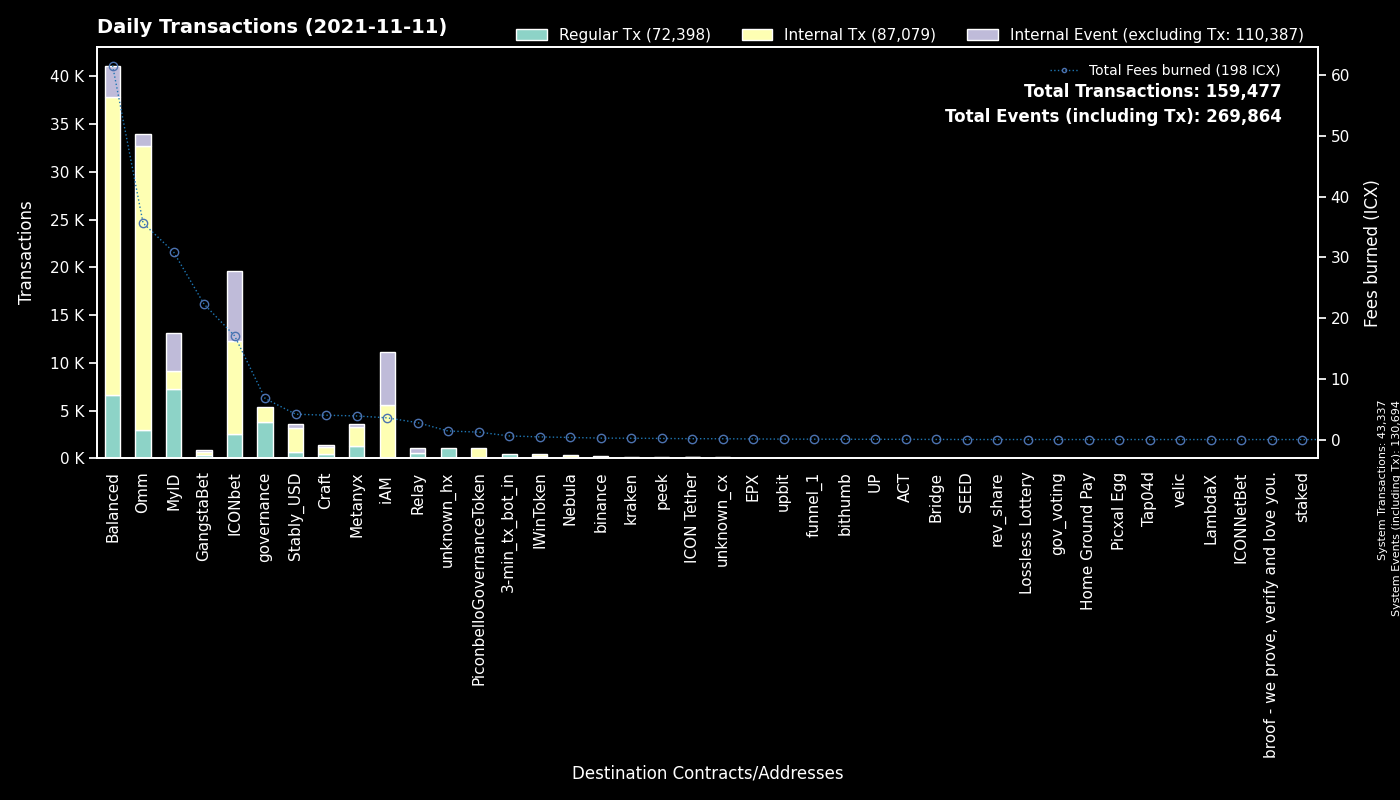 Daily Transactions (2021-11-11)
Regular Tx (72,398)
Internal Tx (87,079)
Internal Event (excluding Tx: 110,387)
Total Fees burned (198 ICX)
Total Transactions: 159,477
Total Events (including Tx): 269,864
Transactions
40 K
35 K
30 K
25 K
20 K
15 K
10 K
5 K
0 K
60
50
40
30
20
10
0
Fees burned (ICX)
System Transactions: 43,337
System Events (including Tx): 130,694
Balanced
Omm
MyID
GangstaBet
ICONbet
governance
Stably_USD
Craft
Metanyx
iAM
Relay
unknown_hx
PiconbelloGovernanceToken
3-min_tx_bot_in
IWinToken
Nebula
binance
kraken
peek
ICON Tether
unknown_cx
EPX
upbit
funnel_1
bithumb
UP
ACT
Bridge
SEED
rev_share
Lossless Lottery
gov_voting
Home Ground Pay
Picxal Egg
Tap04d
velic
LambdaX
ICONNetBet
broof - we prove, verify and love you.
staked
Destination Contracts/Addresses